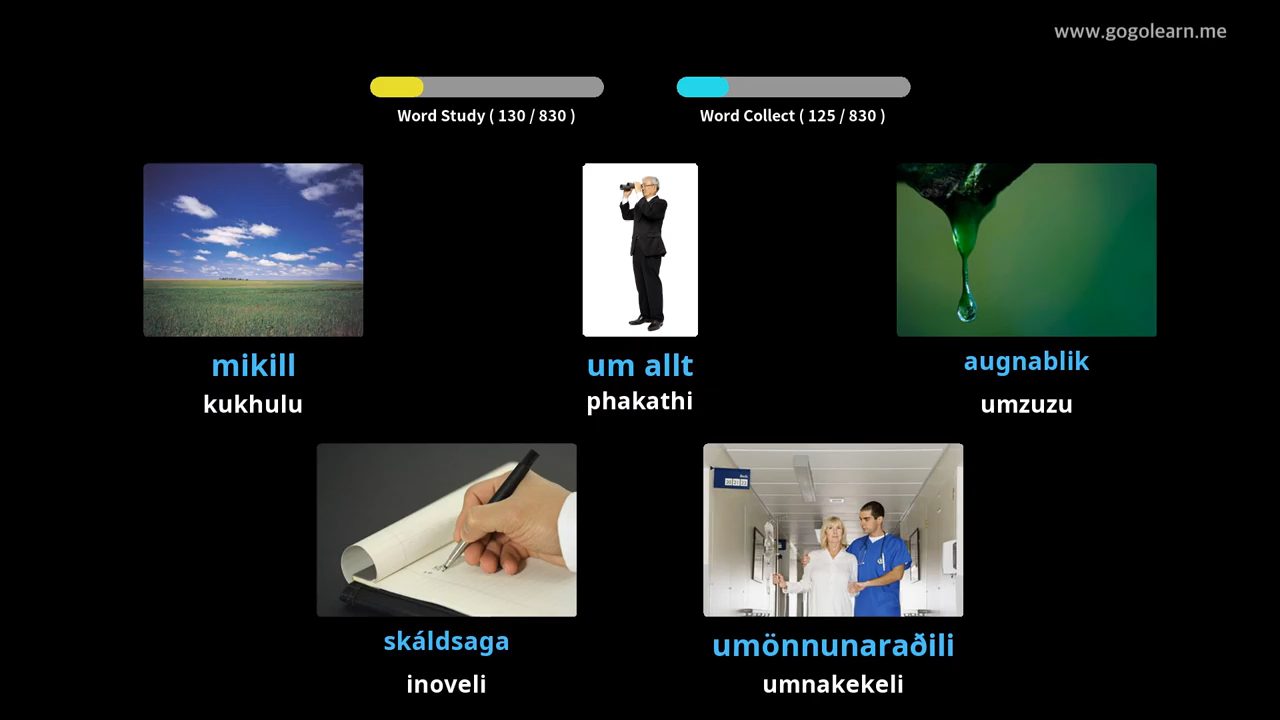 www.gogolearn.me
Word Study ( 130 / 830 )
Word Collect ( 125 / 830 )
mikill
kukhulu
um allt
phakathi
augnablik
umzuzu
skáldsaga
inoveli
umönnunaraðili
umnakekeli